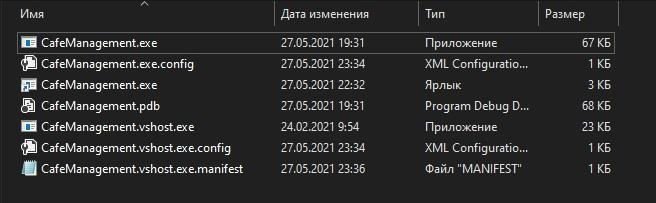 Имя Дата изменения Тип Размер
CafeManagement.exe 27.05.2021 19:31 Приложение 67 КБ
CafeManagement.exe.config 27.05.2021 23:34 XML Configuratio... 1 КБ
CafeManagement.exe 27.05.2021 22:32 Ярлык 3 КБ
CafeManagement.pdb 27.05.2021 19:31 Program Debug D... 68 КБ
CafeManagement.vshost.exe 24.02.2021 9:54 Приложение 23 КБ
CafeManagement.vshost.exe.config 27.05.2021 23:34 XML Configuratio... 1 КБ
CafeManagement.vshost.exe.manifest 27.05.2021 23:36 Файл "MANIFEST" 1 КБ